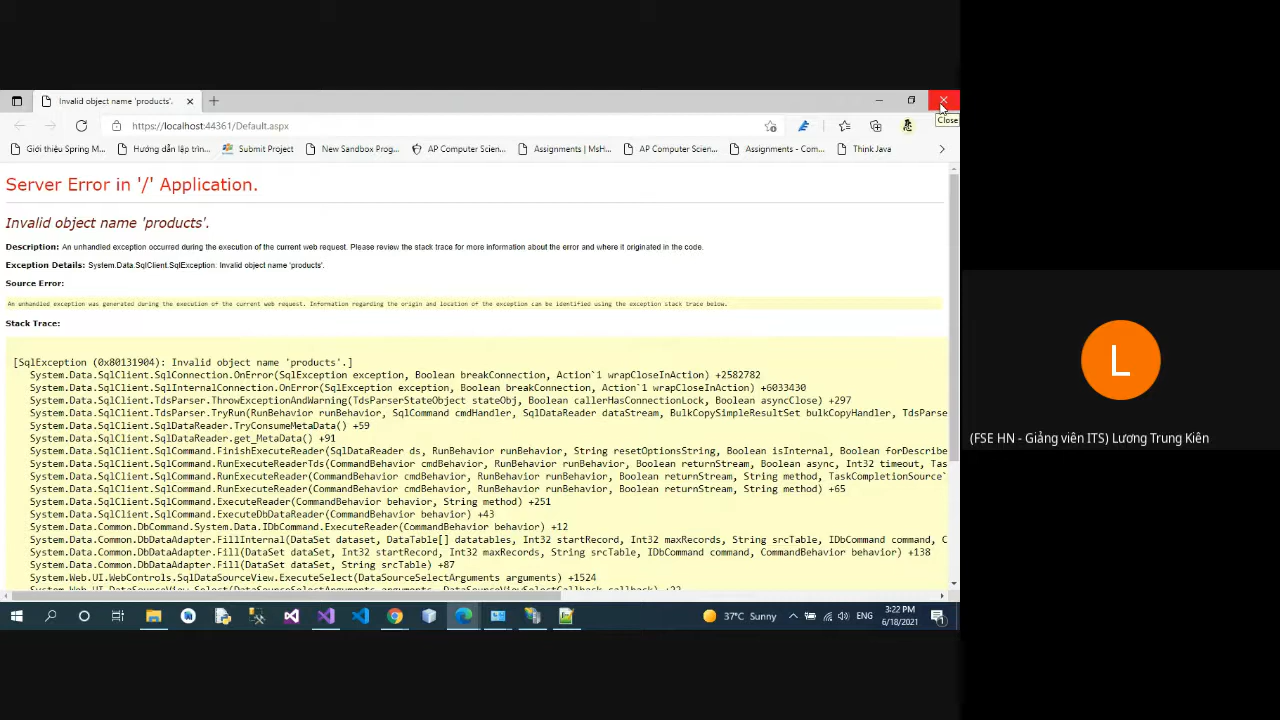 Invalid object name 'products'.
https://localhost:44361/Default.aspx
Close
Giới thiệu Spring M...
Hướng dẫn lập trìn...
Submit Project
New Sandbox Prog...
AP Computer Scien...
Assignments | MsH...
AP Computer Scien...
Assignments - Com...
Think Java
Server Error in '/' Application.
Invalid object name 'products'.
Description: An unhandled exception occurred during the execution of the current web request. Please review the stack trace for more information about the error and where it originated in the code.
Exception Details: System.Data.SqlClient.SqlException: Invalid object name 'products'.
Source Error:
An unhandled exception was generated during the execution of the current web request. Information regarding the origin and location of the exception can be identified using the exception stack trace below.
Stack Trace:
[SqlException (0x80131904): Invalid object name 'products'.]
System.Data.SqlClient.SqlConnection.OnError(SqlException exception, Boolean breakConnection, Action`1 wrapCloseInAction) +2582782
System.Data.SqlClient.SqlInternalConnection.OnError(SqlException exception, Boolean breakConnection, Action`1 wrapCloseInAction) +6033430
System.Data.SqlClient.TdsParser.ThrowExceptionAndWarning(TdsParserStateObject stateObj, Boolean callerHasConnectionLock, Boolean asyncClose) +297
System.Data.SqlClient.TdsParser.TryRun(RunBehavior runBehavior, SqlCommand cmdHandler, SqlDataReader dataStream, BulkCopySimpleResultSet bulkCopyHandler, TdsParse
System.Data.SqlClient.SqlDataReader.TryConsumeMetaData() +59
System.Data.SqlClient.SqlDataReader.get_MetaData() +91
System.Data.SqlClient.SqlCommand.FinishExecuteReader(SqlDataReader ds, RunBehavior runBehavior, String resetOptionsString, Boolean isInternal, Boolean forDescribe
System.Data.SqlClient.SqlCommand.RunExecuteReaderTds(CommandBehavior cmdBehavior, RunBehavior runBehavior, Boolean returnStream, Boolean async, Int32 timeout, Tas
System.Data.SqlClient.SqlCommand.RunExecuteReader(CommandBehavior cmdBehavior, RunBehavior runBehavior, Boolean returnStream, String method, TaskCompletionSource`
System.Data.SqlClient.SqlCommand.RunExecuteReader(CommandBehavior cmdBehavior, RunBehavior runBehavior, Boolean returnStream, String method) +65
System.Data.SqlClient.SqlCommand.ExecuteReader(CommandBehavior behavior, String method) +251
System.Data.SqlClient.SqlCommand.ExecuteDbDataReader(CommandBehavior behavior) +43
System.Data.Common.DbCommand.System.Data.IDbCommand.ExecuteReader(CommandBehavior behavior) +12
System.Data.Common.DbDataAdapter.FillInternal(DataSet dataset, DataTable[] datatables, Int32 startRecord, Int32 maxRecords, String srcTable, IDbCommand command, C
System.Data.Common.DbDataAdapter.Fill(DataSet dataSet, Int32 startRecord, Int32 maxRecords, String srcTable, IDbCommand command, CommandBehavior behavior) +138
System.Data.Common.DbDataAdapter.Fill(DataSet dataSet, String srcTable) +87
System.Web.UI.WebControls.SqlDataSourceView.ExecuteSelect(DataSourceSelectArguments arguments) +1524
System.Web.UI.DataSourceView.Select(DataSourceSelectArguments arguments, DataSourceViewSelectCallback callback)
L
(FSE HN - Giảng viên ITS) Lương Trung Kiên
37°C Sunny
ENG
3:22 PM
6/18/2021
1